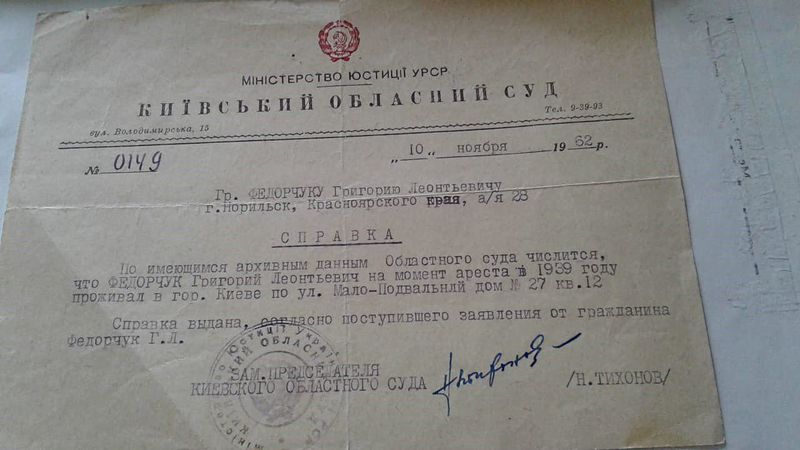 МІНІСТЕРСТВО ЮСТИЦІЇ УРСР
КИЇВСЬКИЙ ОБЛАСНИЙ СУД
вул. Володимирська, 15
Тел. 9-39-93
№ 0149
„ 10 „ ноября 1962 р.
Гр. ФЕДОРЧУКУ Григорию Леонтьевичу
г.Норильск, Красноярского края, а/я 28
СПРАВКА
По имеющимся архивным данным Областного суда числится,
что ФЕДОРЧУК Григорий Леонтьевич на момент ареста в 1939 году
проживал в гор. Киеве по ул. Мало-Подвальнлй дом № 27 кв.12
Справка выдана, согласно поступившего заявления от гражданина
Федорчук Г.Л.
ЗАМ.ПРЕДСЕДАТЕЛЯ
КИЕВСКОГО ОБЛАСТНОГО СУДА
/Н.ТИХОНОВ/